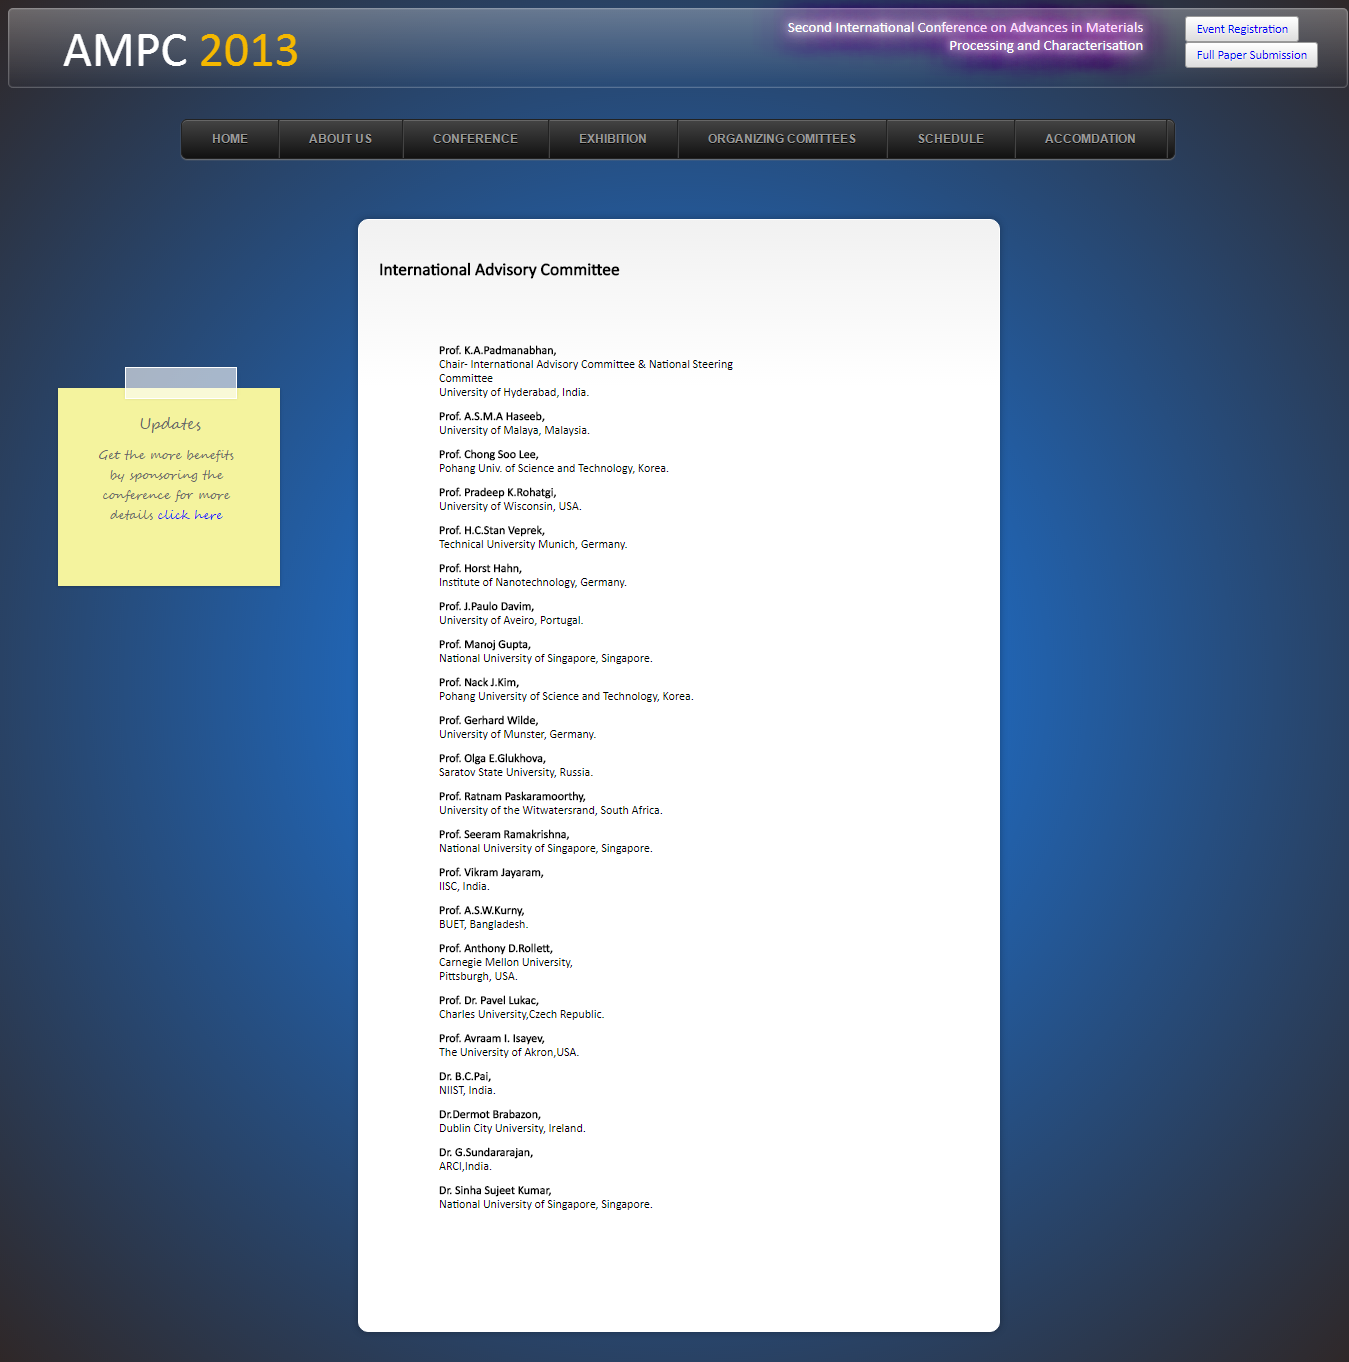 AMPC 2013
Second International Conference on Advances in Materials
Processing and Characterisation
Event Registration
Full Paper Submission
HOME
ABOUT US
CONFERENCE
EXHIBITION
ORGANIZING COMITTEES
SCHEDULE
ACCOMDATION
Updates
Get the more benefits
by sponsoring the
conference for more
details click here
International Advisory Committee
Prof. K.A.Padmanabhan,
Chair- International Advisory Committee & National Steering
Committee
University of Hyderabad, India.
Prof. A.S.M.A Haseeb,
University of Malaya, Malaysia.
Prof. Chong Soo Lee,
Pohang Univ. of Science and Technology, Korea.
Prof. Pradeep K.Rohatgi,
University of Wisconsin, USA.
Prof. H.C.Stan Veprek,
Technical University Munich, Germany.
Prof. Horst Hahn,
Institute of Nanotechnology, Germany.
Prof. J.Paulo Davim,
University of Aveiro, Portugal.
Prof. Manoj Gupta,
National University of Singapore, Singapore.
Prof. Nack J.Kim,
Pohang University of Science and Technology, Korea.
Prof. Gerhard Wilde,
University of Munster, Germany.
Prof. Olga E.Glukhova,
Saratov State University, Russia.
Prof. Ratnam Paskaramoorthy,
University of the Witwatersrand, South Africa.
Prof. Seeram Ramakrishna,
National University of Singapore, Singapore.
Prof. Vikram Jayaram,
IISC, India.
Prof. A.S.W.Kurny,
BUET, Bangladesh.
Prof. Anthony D.Rollett,
Carnegie Mellon University,
Pittsburgh, USA.
Prof. Dr. Pavel Lukac,
Charles University,Czech Republic.
Prof. Avraam I. Isayev,
The University of Akron,USA.
Dr. B.C.Pai,
NIIST, India.
Dr.Dermot Brabazon,
Dublin City University, Ireland.
Dr. G.Sundararajan,
ARCI,India.
Dr. Sinha Sujeet Kumar,
National University of Singapore, Singapore.